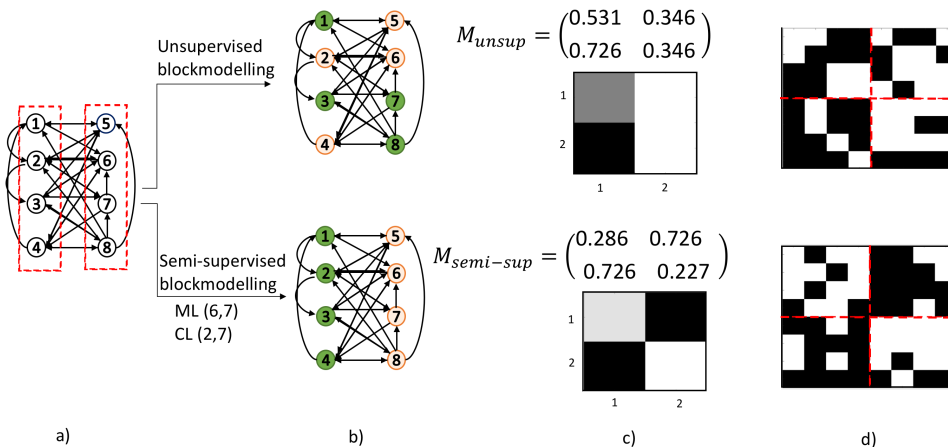 Unsupervised
blockmodelling
Semi-supervised
blockmodelling
ML (6,7)
CL (2,7)
1 5
2 6
3 7
4 8
a)
1 5
2 6
3 7
4 8
1 5
2 6
3 7
4 8
b)
M_unsup = (0.531 0.346
0.726 0.346)
1
2
1 2
M_semi−sup = (0.286 0.726
0.726 0.227)
1
2
1 2
c)
d)